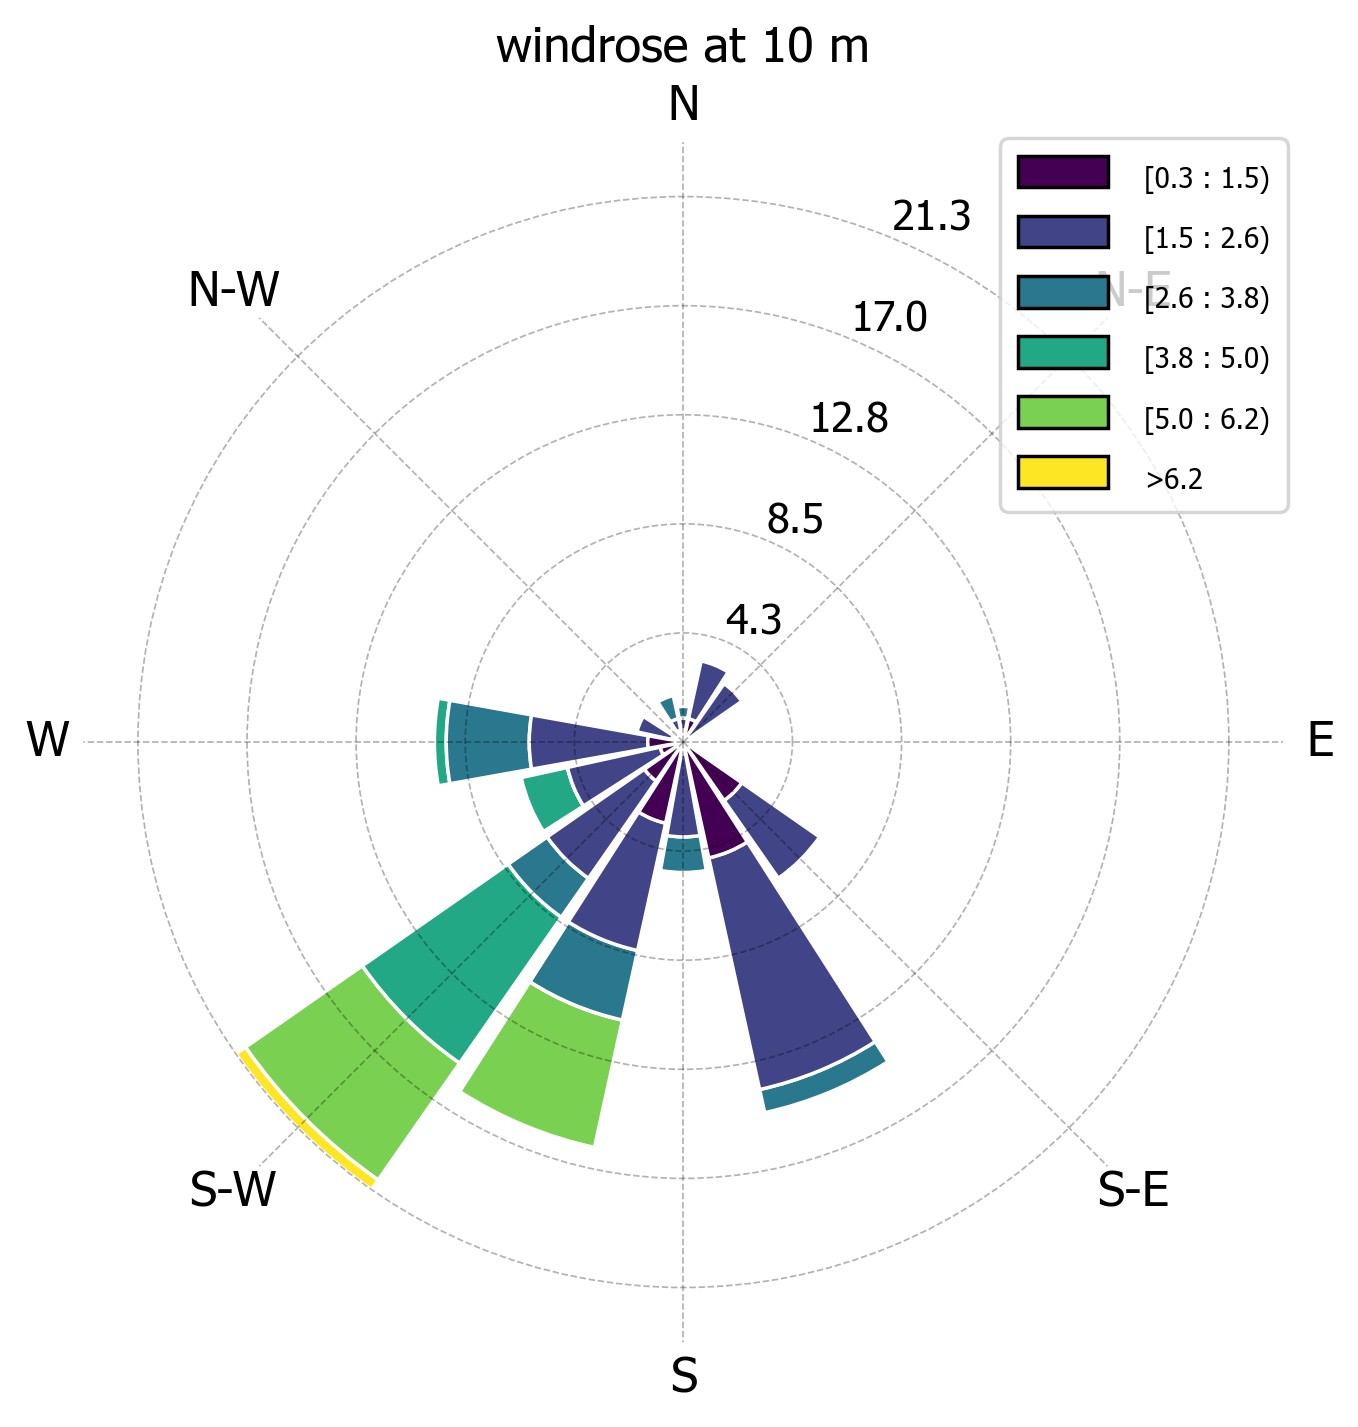 windrose at 10 m
N
[0.3 : 1.5)
21.3
[1.5 : 2.6)
N-W
N-E
[2.6 : 3.8)
17.0
[3.8 : 5.0)
12.8
[5.0 : 6.2)
>6.2
8.5
4.3
W
E
S-W
S-E
S